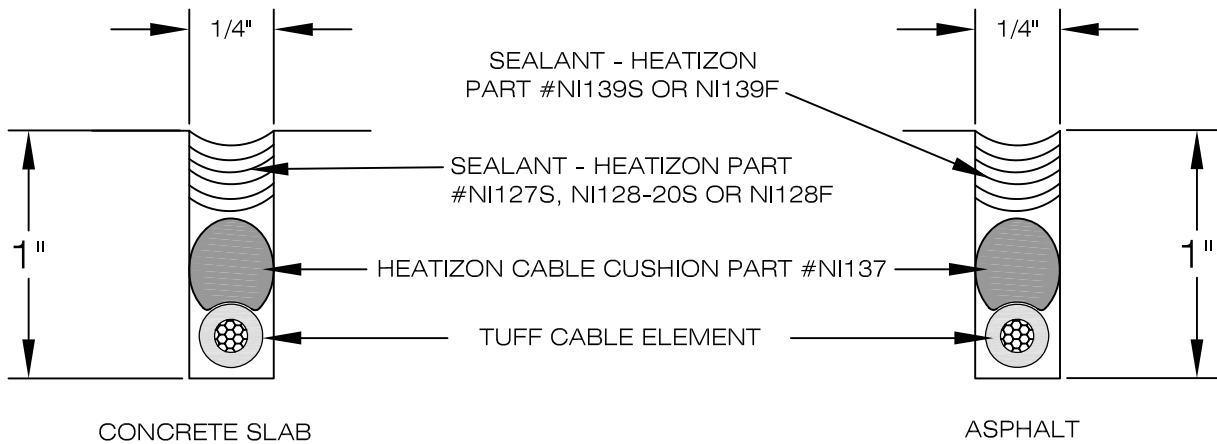 1/4"
1/4"
SEALANT - HEATIZON
PART #NI139S OR NI139F
SEALANT - HEATIZON PART
#NI127S, NI128-20S OR NI128F
1"
1"
HEATIZON CABLE CUSHION PART #NI137
TUFF CABLE ELEMENT
CONCRETE SLAB
ASPHALT